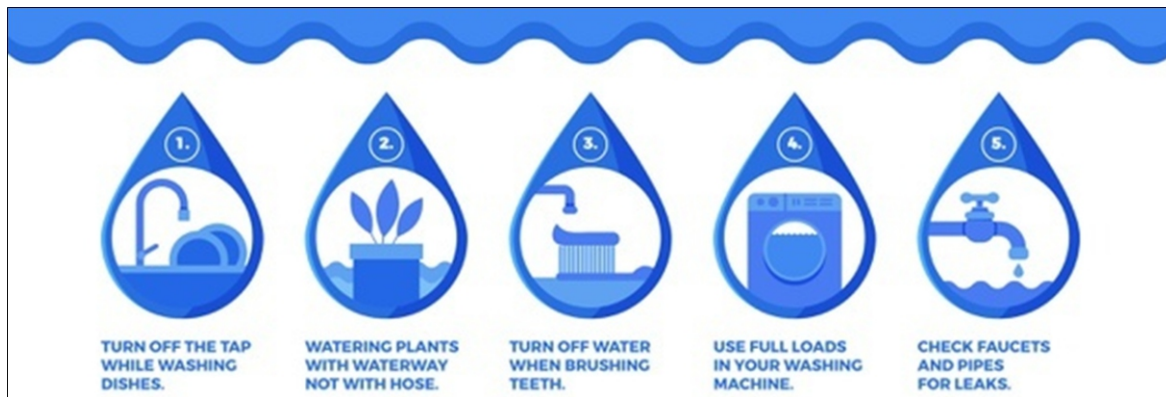 1.
2.
3.
4.
5.
TURN OFF THE TAP
WHILE WASHING
DISHES.
WATERING PLANTS
WITH WATERWAY
NOT WITH HOSE.
TURN OFF WATER
WHEN BRUSHING
TEETH.
USE FULL LOADS
IN YOUR WASHING
MACHINE.
CHECK FAUCETS
AND PIPES
FOR LEAKS.